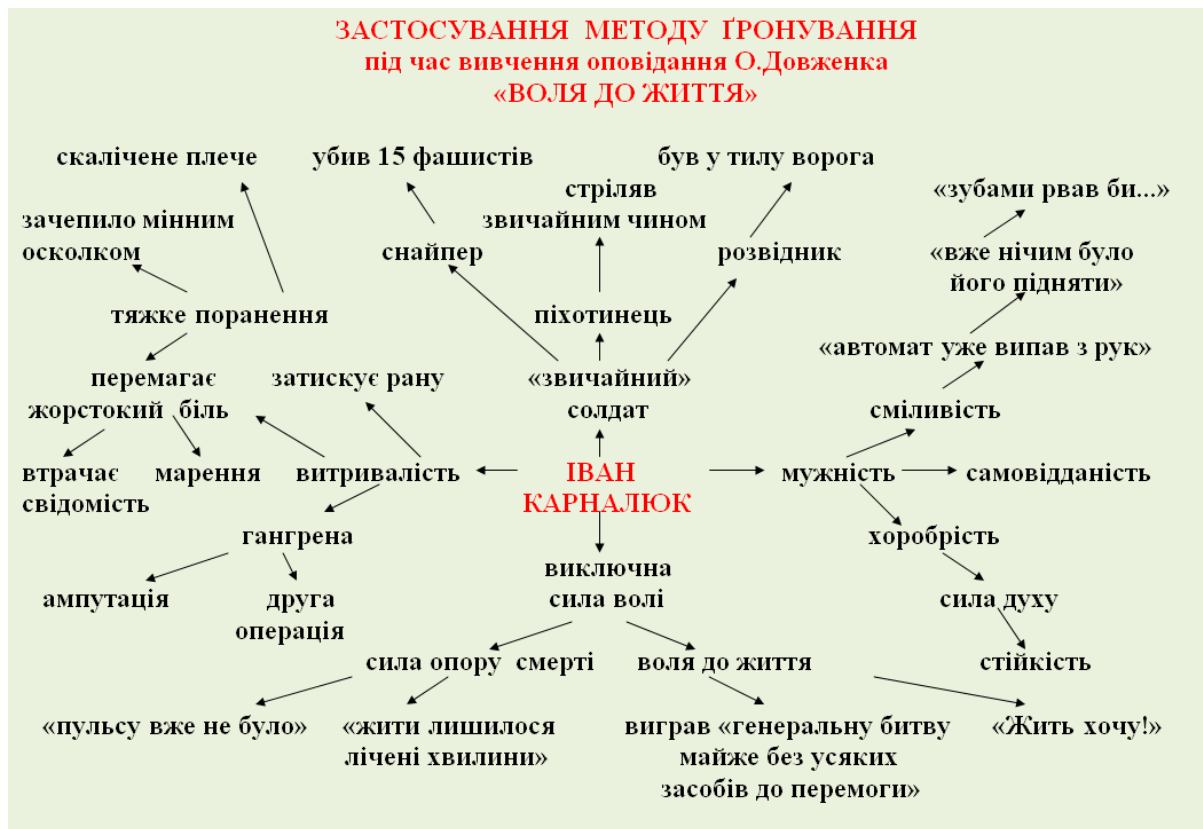 ЗАСТОСУВАННЯ МЕТОДУ ҐРОНУВАННЯ
під час вивчення оповідання О.Довженка
«ВОЛЯ ДО ЖИТТЯ»
скалічене плече
убив 15 фашистів
був у тилу ворога
стріляв
звичайним чином
«зубами рвав би...»
зачепило мінним
осколком
снайпер
розвідник
«вже нічим було
його підняти»
тяжке поранення
піхотинець
«автомат уже випав з рук»
перемагає
жорстокий біль
затискує рану
«звичайний»
солдат
сміливість
втрачає
свідомість
марення
витривалість
ІВАН
КАРНАЛЮК
мужність
самовідданість
гангрена
хоробрість
виключна
сила волі
ампутація
друга
операція
сила духу
сила опору смерті
воля до життя
стійкість
«пульсу вже не було»
«жити лишилося
лічені хвилини»
виграв «генеральну битву
майже без усяких
засобів до перемоги»
«Жить хочу!»